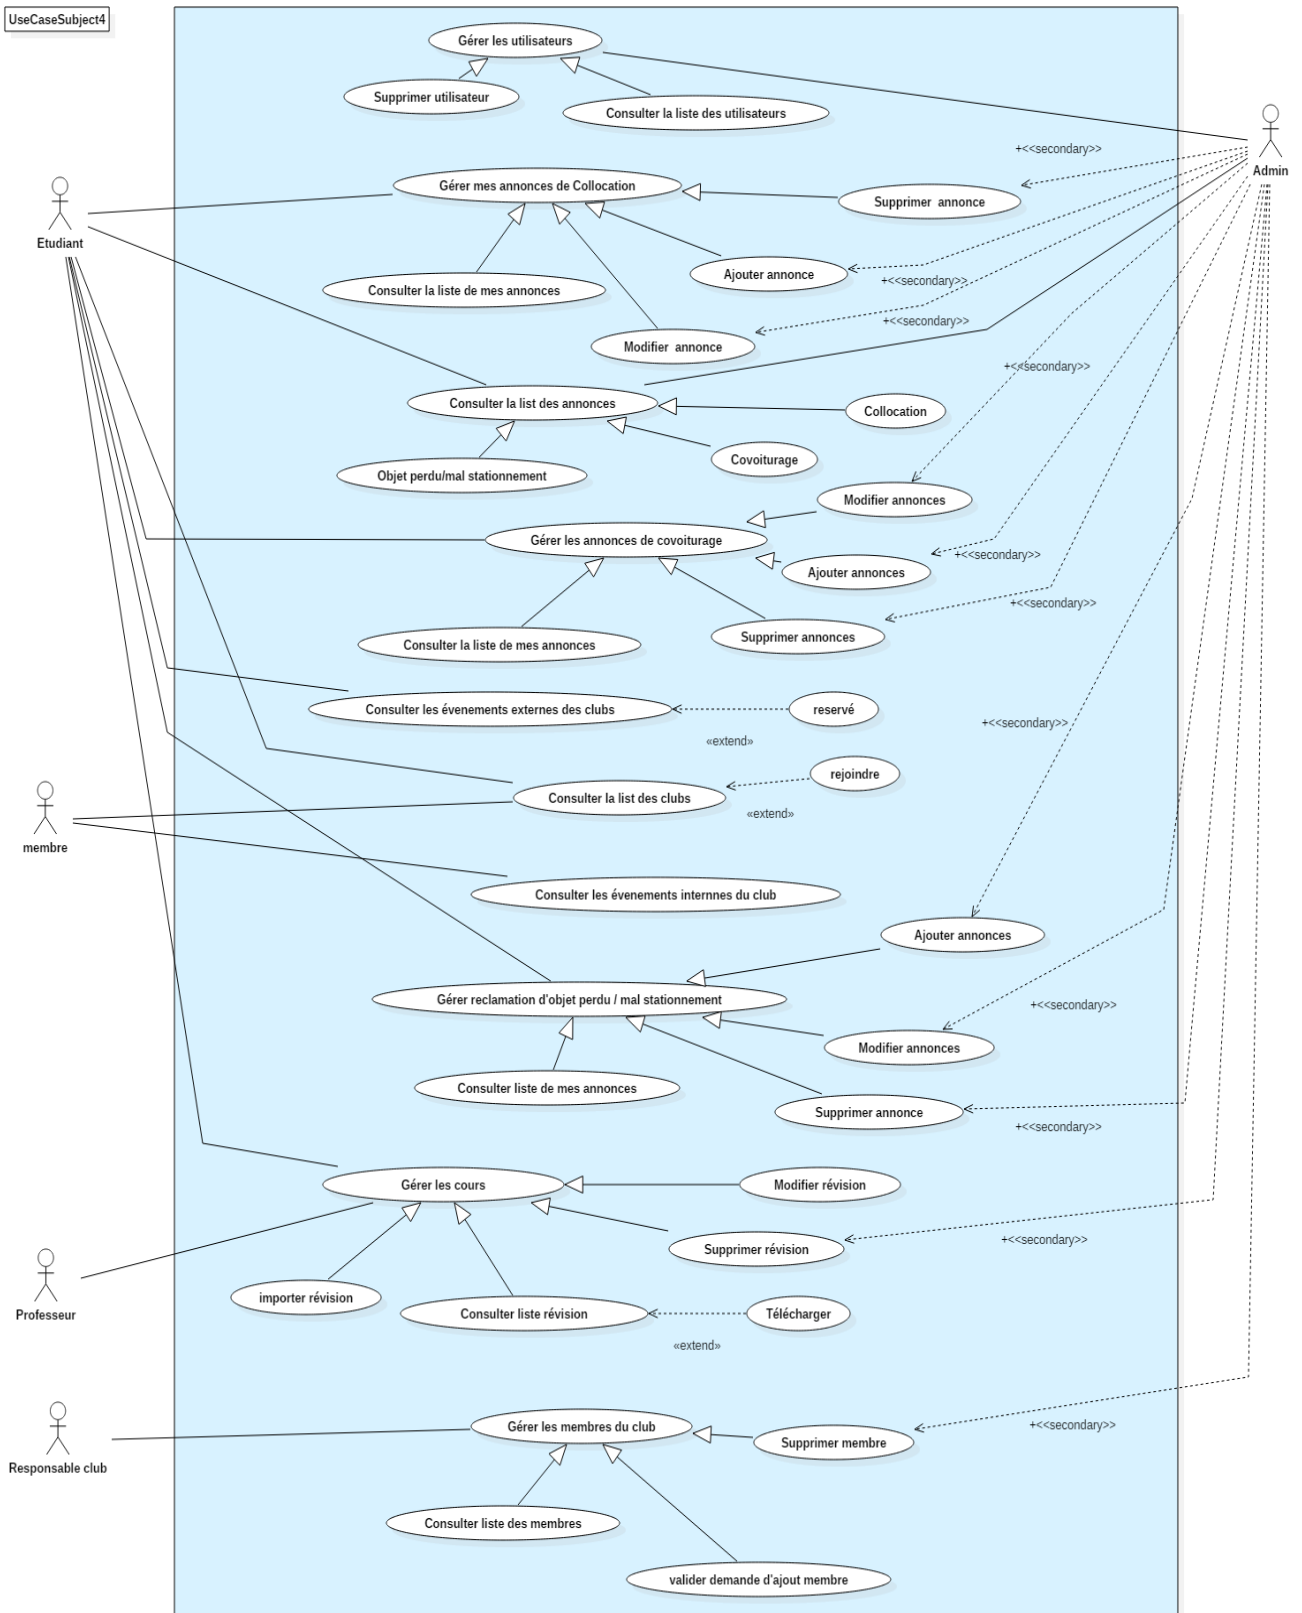 UseCaseSubject4
Gérer les utilisateurs
Supprimer utilisateur
Consulter la liste des utilisateurs
Admin
+<<secondary>>
Gérer mes annonces de Collocation
Supprimer annonce
Etudiant
Ajouter annonce
+<<secondary>>
Consulter la liste de mes annonces
+<<secondary>>
Modifier annonce
+<<secondary>>
Consulter la list des annonces
Collocation
Covoiturage
Objet perdu/mal stationnement
Modifier annonces
Gérer les annonces de covoiturage
+<<secondary>>
Ajouter annonces
+<<secondary>>
Supprimer annonces
Consulter la liste de mes annonces
Consulter les évenements externes des clubs
reservé
+<<secondary>>
«extend»
rejoindre
Consulter la list des clubs
«extend»
membre
Consulter les évenements internnes du club
Ajouter annonces
Gérer reclamation d'objet perdu / mal stationnement
+<<secondary>>
Modifier annonces
Consulter liste de mes annonces
Supprimer annonce
+<<secondary>>
Gérer les cours
Modifier révision
+<<secondary>>
Supprimer révision
importer révision
Professeur
Consulter liste révision
Télécharger
«extend»
Gérer les membres du club
+<<secondary>>
Supprimer membre
Responsable club
Consulter liste des membres
valider demande d'ajout membre